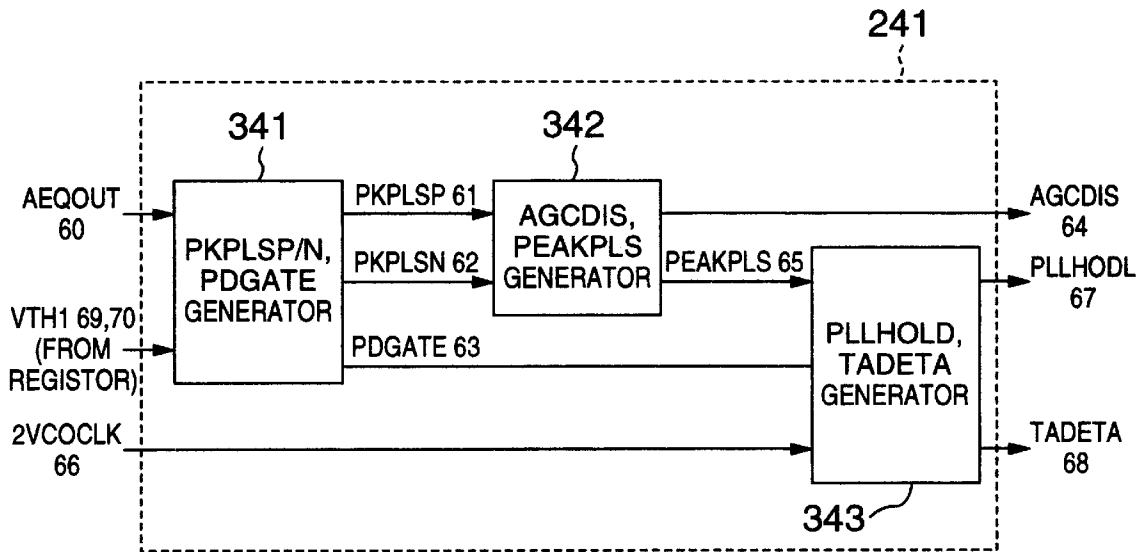 241
341
342
AEQOUT
60
PKPLSP 61
AGCDIS,
PEAKPLS
GENERATOR
AGCDIS
64
PKPLSP/N,
PDGATE
GENERATOR
PKPLSN 62
PEAKPLS 65
PLLHODL
67
VTH1 69,70
(FROM
REGISTOR)
PDGATE 63
PLLHOLD,
TADETA
GENERATOR
2VCOCLK
66
TADETA
68
343